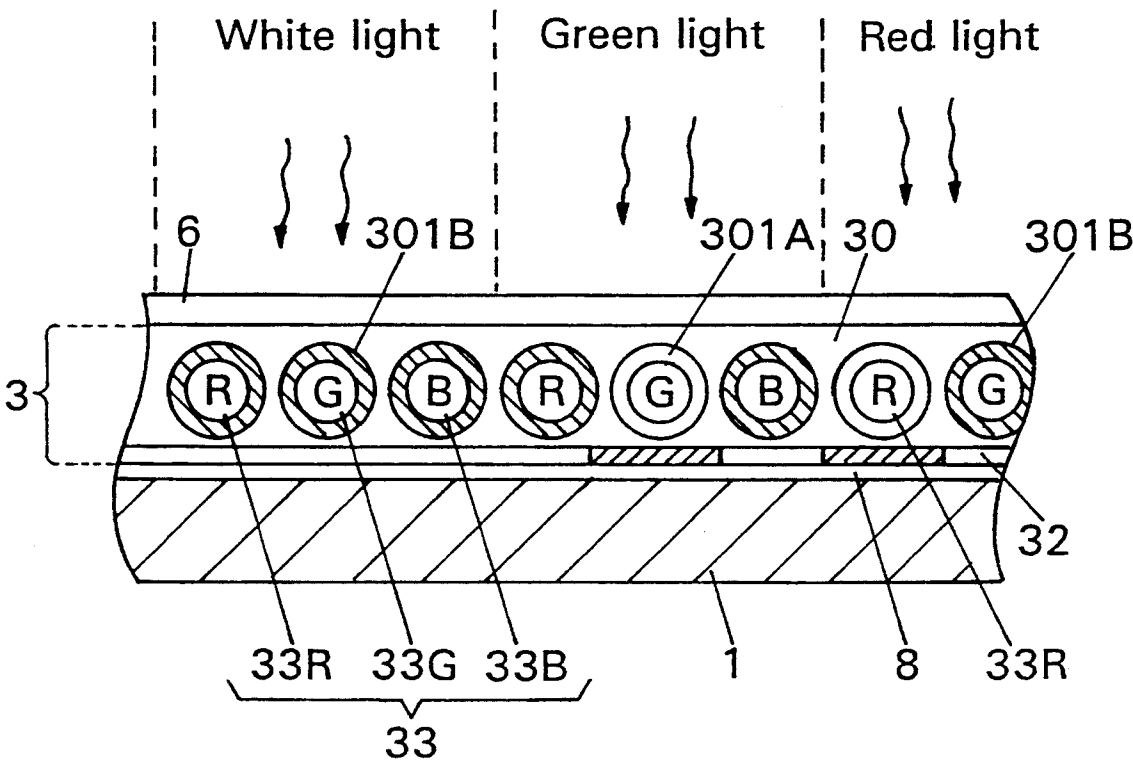 White light Green light Red light
6 301B 301A 30 301B
3
R G B R G B R G
32
33R 33G 33B 1 8 33R
33